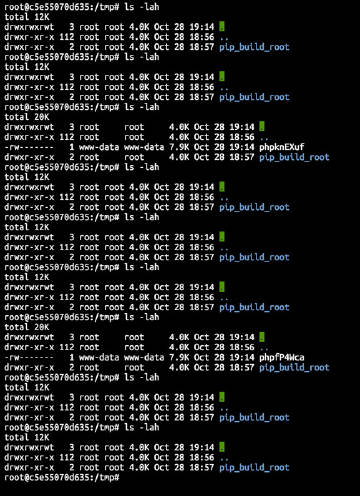 root@c5e55070d635:/tmp# ls -lah
total 12K
drwxrwxrwt 3 root root 4.0K Oct 28 19:14 .
drwxr-xr-x 112 root root 4.0K Oct 28 18:56 ..
drwxr-xr-x 2 root root 4.0K Oct 28 18:57 pip_build_root
root@c5e55070d635:/tmp# ls -lah
total 12K
drwxrwxrwt 3 root root 4.0K Oct 28 19:14 .
drwxr-xr-x 112 root root 4.0K Oct 28 18:56 ..
drwxr-xr-x 2 root root 4.0K Oct 28 18:57 pip_build_root
root@c5e55070d635:/tmp# ls -lah
total 20K
drwxrwxrwt 3 root root 4.0K Oct 28 19:14 .
drwxr-xr-x 112 root root 4.0K Oct 28 18:56 ..
-rw------- 1 www-data www-data 7.9K Oct 28 19:14 phpknEXuf
drwxr-xr-x 2 root root 4.0K Oct 28 18:57 pip_build_root
root@c5e55070d635:/tmp# ls -lah
total 12K
drwxrwxrwt 3 root root 4.0K Oct 28 19:14 .
drwxr-xr-x 112 root root 4.0K Oct 28 18:56 ..
drwxr-xr-x 2 root root 4.0K Oct 28 18:57 pip_build_root
root@c5e55070d635:/tmp# ls -lah
total 12K
drwxrwxrwt 3 root root 4.0K Oct 28 19:14 .
drwxr-xr-x 112 root root 4.0K Oct 28 18:56 ..
drwxr-xr-x 2 root root 4.0K Oct 28 18:57 pip_build_root
root@c5e55070d635:/tmp# ls -lah
total 12K
drwxrwxrwt 3 root root 4.0K Oct 28 19:14 .
drwxr-xr-x 112 root root 4.0K Oct 28 18:56 ..
drwxr-xr-x 2 root root 4.0K Oct 28 18:57 pip_build_root
root@c5e55070d635:/tmp# ls -lah
total 20K
drwxrwxrwt 3 root root 4.0K Oct 28 19:14 .
drwxr-xr-x 112 root root 4.0K Oct 28 18:56 ..
-rw------- 1 www-data www-data 7.9K Oct 28 19:14 phpfP4Wca
drwxr-xr-x 2 root root 4.0K Oct 28 18:57 pip_build_root
root@c5e55070d635:/tmp# ls -lah
total 12K
drwxrwxrwt 3 root root 4.0K Oct 28 19:14 .
drwxr-xr-x 112 root root 4.0K Oct 28 18:56 ..
drwxr-xr-x 2 root root 4.0K Oct 28 18:57 pip_build_root
root@c5e55070d635:/tmp# ls -lah
total 12K
drwxrwxrwt 3 root root 4.0K Oct 28 19:14 .
drwxr-xr-x 112 root root 4.0K Oct 28 18:56 ..
drwxr-xr-x 2 root root 4.0K Oct 28 18:57 pip_build_root
root@c5e55070d635:/tmp#